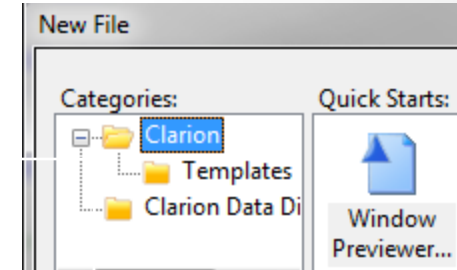 New File
Categories:
Quick Starts:
Clarion
Templates
Clarion Data Di
Window
Previewer...